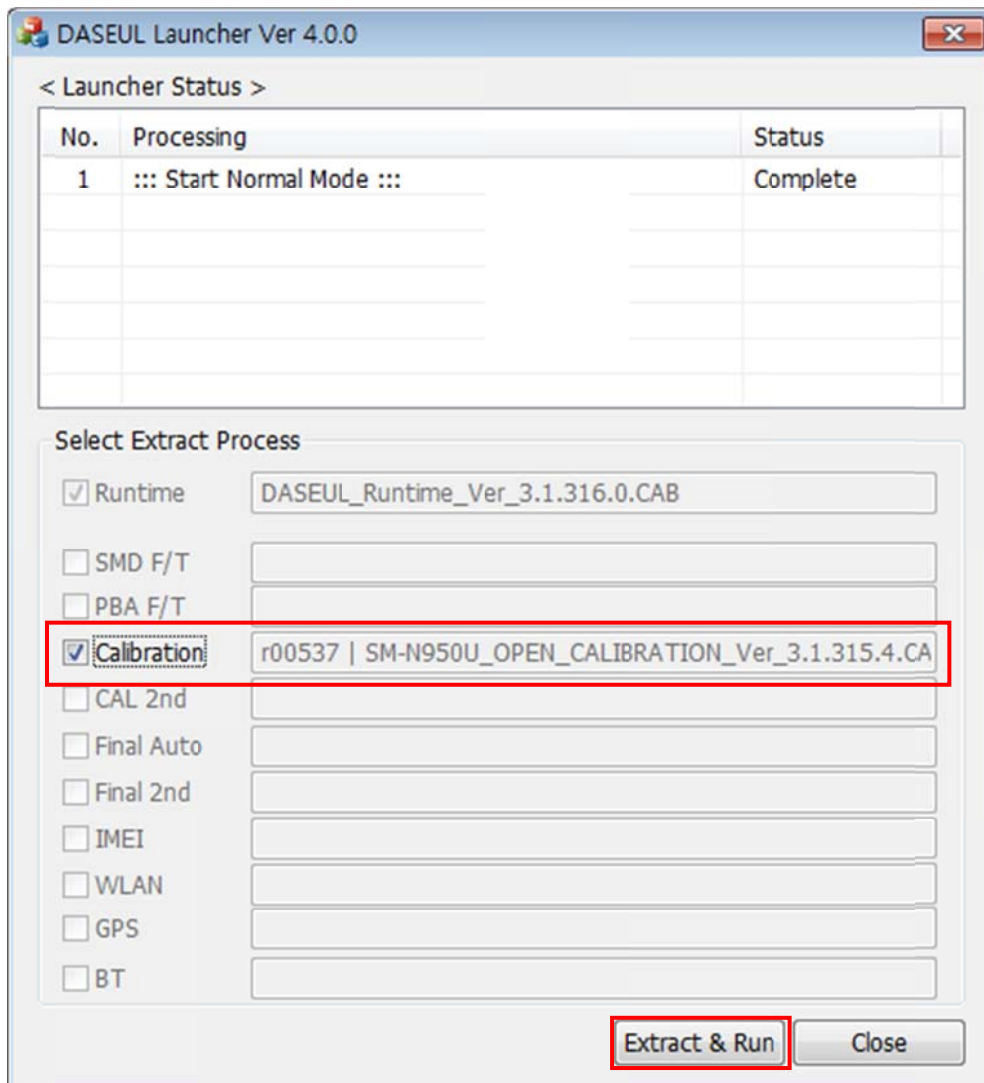 DASEUL Launcher Ver 4.0.0
< Launcher Status >
No. Processing Status
1 ::: Start Normal Mode ::: Complete
Select Extract Process
Runtime DASEUL_Runtime_Ver_3.1.316.0.CAB
SMD F/T
PBA F/T
Calibration r00537 | SM-N950U_OPEN_CALIBRATION_Ver_3.1.315.4.CA
CAL 2nd
Final Auto
Final 2nd
IMEI
WLAN
GPS
BT
Extract & Run Close